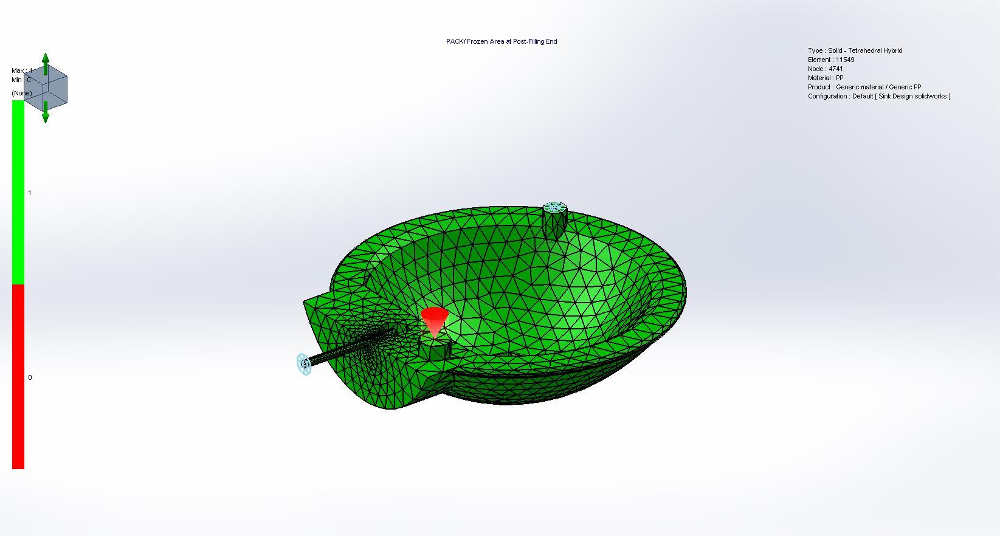 PACK/ Frozen Area at Post-Filling End
Type : Solid - Tetrahedral Hybrid
Element : 11549
Node : 4741
Material : PP
Product : Generic material / Generic PP
Configuration : Default [ Sink Design solidworks ]
Max : 1
Min : 0
(None)
1
0